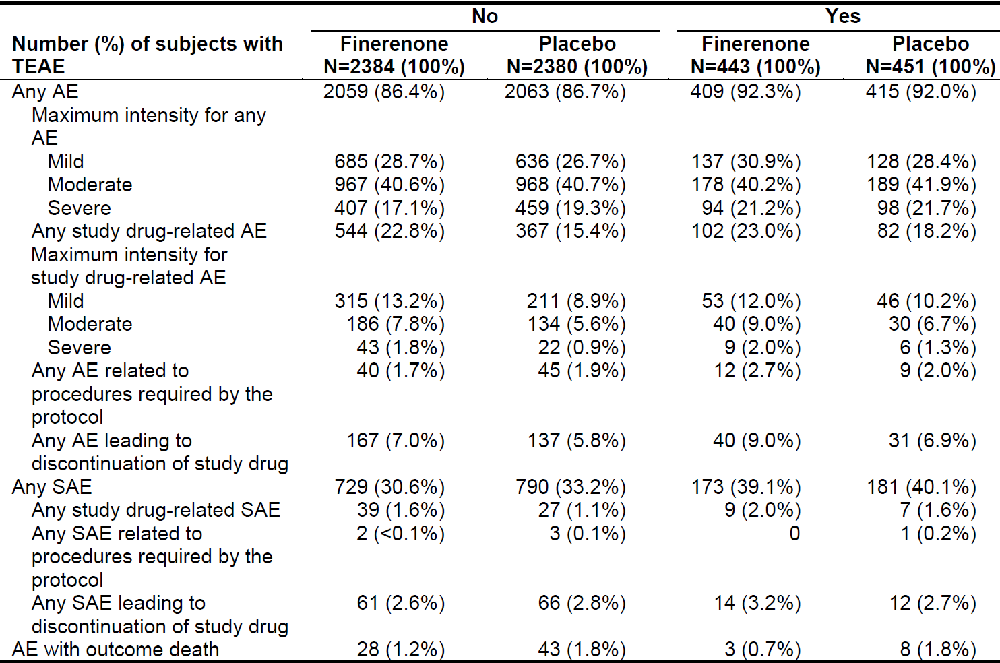 No Yes
Number (%) of subjects with Finerenone Placebo Finerenone Placebo
TEAE N=2384 (100%) N=2380 (100%) N=443 (100%) N=451 (100%)
Any AE 2059 (86.4%) 2063 (86.7%) 409 (92.3%) 415 (92.0%)
Maximum intensity for any
AE
Mild 685 (28.7%) 636 (26.7%) 137 (30.9%) 128 (28.4%)
Moderate 967 (40.6%) 968 (40.7%) 178 (40.2%) 189 (41.9%)
Severe 407 (17.1%) 459 (19.3%) 94 (21.2%) 98 (21.7%)
Any study drug-related AE 544 (22.8%) 367 (15.4%) 102 (23.0%) 82 (18.2%)
Maximum intensity for
study drug-related AE
Mild 315 (13.2%) 211 (8.9%) 53 (12.0%) 46 (10.2%)
Moderate 186 (7.8%) 134 (5.6%) 40 (9.0%) 30 (6.7%)
Severe 43 (1.8%) 22 (0.9%) 9 (2.0%) 6 (1.3%)
Any AE related to 40 (1.7%) 45 (1.9%) 12 (2.7%) 9 (2.0%)
procedures required by the
protocol
Any AE leading to 167 (7.0%) 137 (5.8%) 40 (9.0%) 31 (6.9%)
discontinuation of study drug
Any SAE 729 (30.6%) 790 (33.2%) 173 (39.1%) 181 (40.1%)
Any study drug-related SAE 39 (1.6%) 27 (1.1%) 9 (2.0%) 7 (1.6%)
Any SAE related to 2 (<0.1%) 3 (0.1%) 0 1 (0.2%)
procedures required by the
protocol
Any SAE leading to 61 (2.6%) 66 (2.8%) 14 (3.2%) 12 (2.7%)
discontinuation of study drug
AE with outcome death 28 (1.2%) 43 (1.8%) 3 (0.7%) 8 (1.8%)